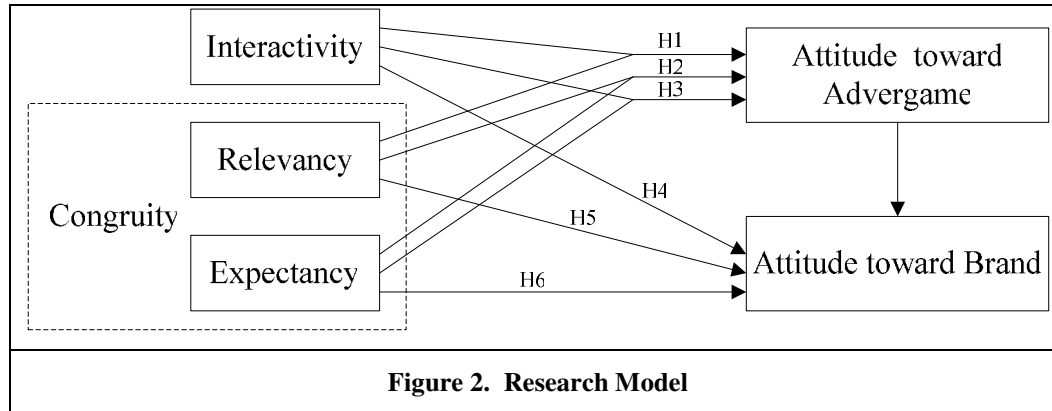 Interactivity
H1
H2
H3
Attitude toward
Advergame
Relevancy
Congruity
H4
H5
Expectancy
H6
Attitude toward Brand
Figure 2. Research Model